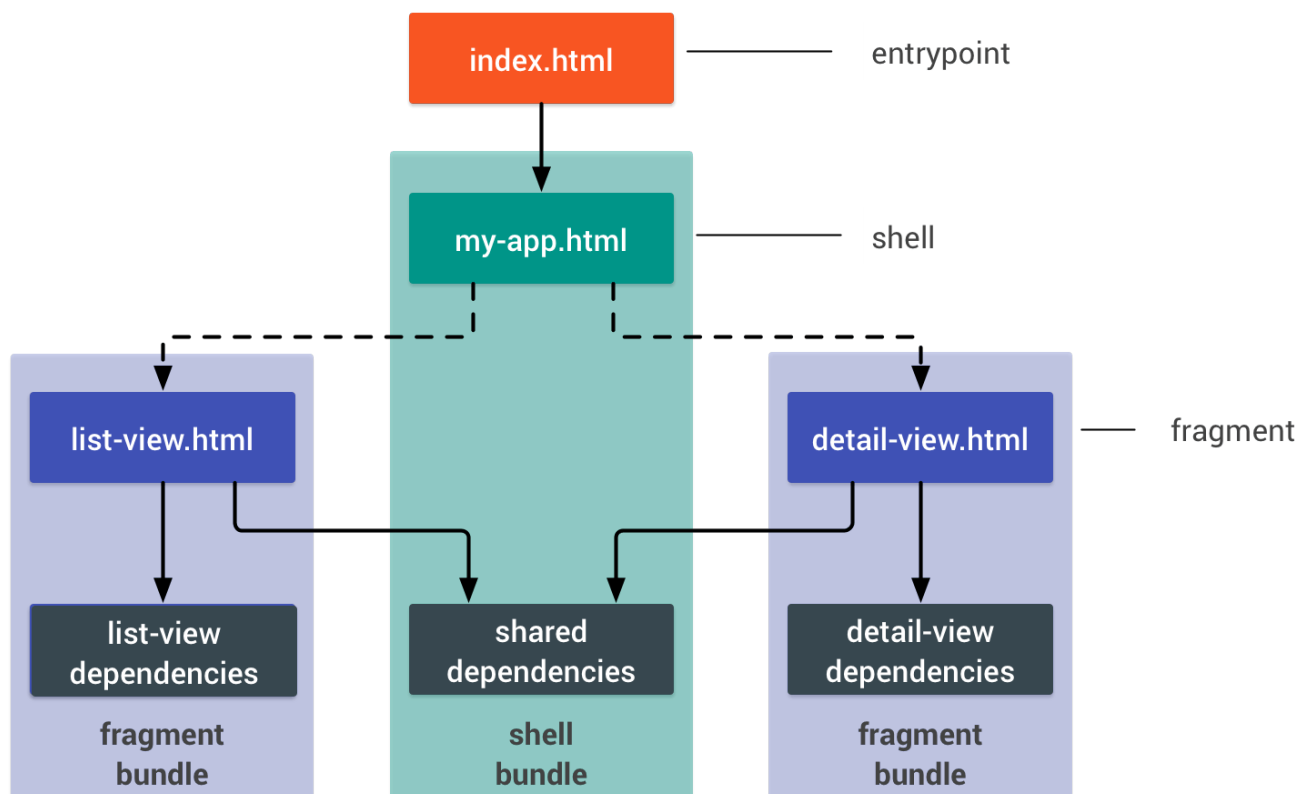 index.html
entrypoint
my-app.html
shell
list-view.html
detail-view.html
fragment
list-view
dependencies
shared
dependencies
detail-view
dependencies
fragment
bundle
shell
bundle
fragment
bundle